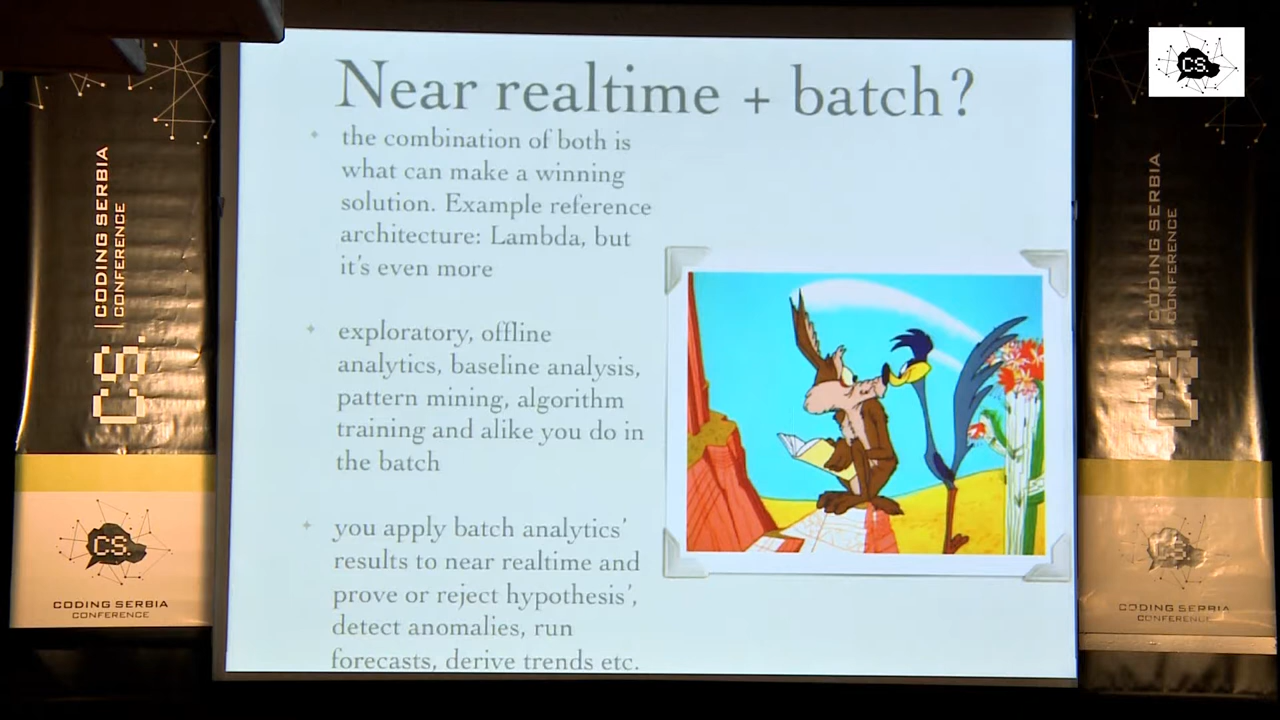 Near realtime + batch?
the combination of both is
what can make a winning
solution. Example reference
architecture: Lambda, but
it's even more
exploratory, offline
analytics, baseline analysis,
pattern mining, algorithm
training and alike you do in
the batch
you apply batch analytics'
results to near realtime and
prove or reject hypothesis',
detect anomalies, run
forecasts, derive trends etc.
CS.
CODING SERBIA
CONFERENCE
CS.
CODING SERBIA
CONFERENCE
CS.
CODING SERBIA
CONFERENCE
CS.
CODING SERBIA
CONFERENCE
CS.